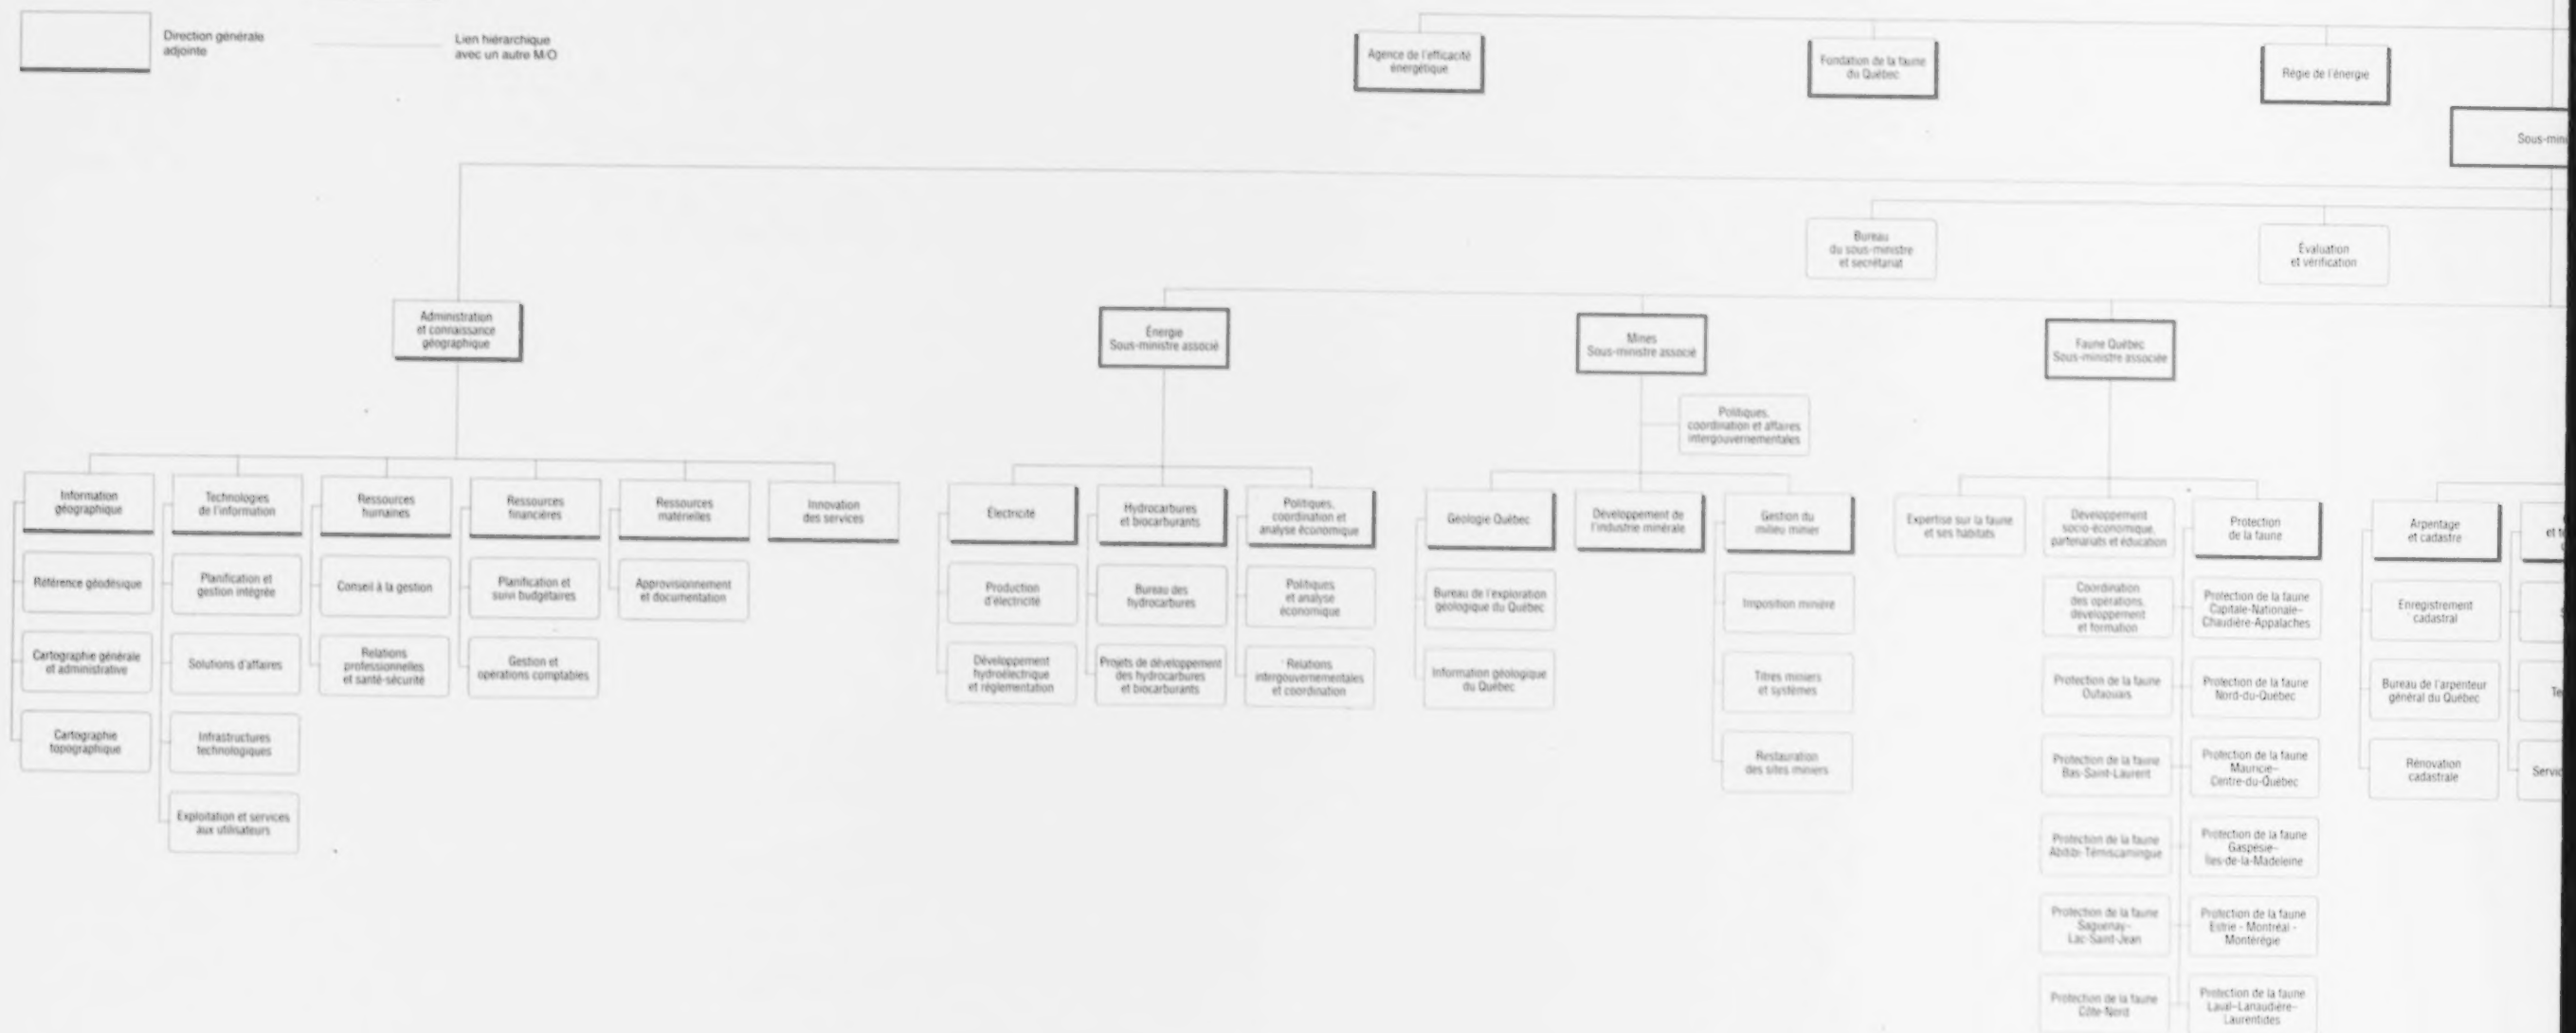 Direction générale
adjointe
Lien hiérarchique
avec un autre M/O
Agence de l'efficacité
énergétique
Fondation de la faune
du Québec
Régie de l'énergie
Sous-mini
Bureau
du sous-ministre
et secrétariat
Évaluation
et vérification
Administration
et connaissance
géographique
Énergie
Sous-ministre associé
Mines
Sous-ministre associé
Faune Québec
Sous-ministre associée
Politiques,
coordination et affaires
intergouvernementales
Information
géographique
Technologies
de l'information
Ressources
humaines
Ressources
financières
Ressources
matérielles
Innovation
des services
Électricité
Hydrocarbures
et biocarburants
Politiques,
coordination et
analyse économique
Géologie Québec
Développement de
l'industrie minérale
Gestion du
milieu minier
Expertise sur la faune
et ses habitats
Développement
socio-économique,
partenariats et éducation
Protection
de la faune
Arpentage
et cadastre
Référence géodésique
Planification et
gestion intégrée
Conseil à la gestion
Planification et
suivi budgétaires
Approvisionnement
et documentation
Production
d'électricité
Bureau des
hydrocarbures
Politiques
et analyse
économique
Bureau de l'exploration
géologique du Québec
Imposition minière
Coordination
des opérations,
développement
et formation
Protection de la faune
Capitale-Nationale–
Chaudière-Appalaches
Enregistrement
cadastral
Cartographie générale
et administrative
Solutions d'affaires
Relations
professionnelles
et santé-sécurité
Gestion et
opérations comptables
Développement
hydroélectrique
et réglementation
Projets de développement
des hydrocarbures
et biocarburants
Relations
intergouvernementales
et coordination
Information géologique
du Québec
Titres miniers
et systèmes
Protection de la faune
Outaouais
Protection de la faune
Nord-du-Québec
Bureau de l'arpenteur
général du Québec
Te
Cartographie
topographique
Infrastructures
technologiques
Restauration
des sites miniers
Protection de la faune
Bas-Saint-Laurent
Protection de la faune
Mauricie–
Centre-du-Québec
Rénovation
cadastrale
Servic
Exploitation et services
aux utilisateurs
Protection de la faune
Abitibi-Témiscamingue
Protection de la faune
Gaspésie–
Îles-de-la-Madeleine
Protection de la faune
Saguenay–
Lac-Saint-Jean
Protection de la faune
Estrie - Montréal -
Montérégie
Protection de la faune
Côte-Nord
Protection de la faune
Laval–Lanaudière–
Laurentides